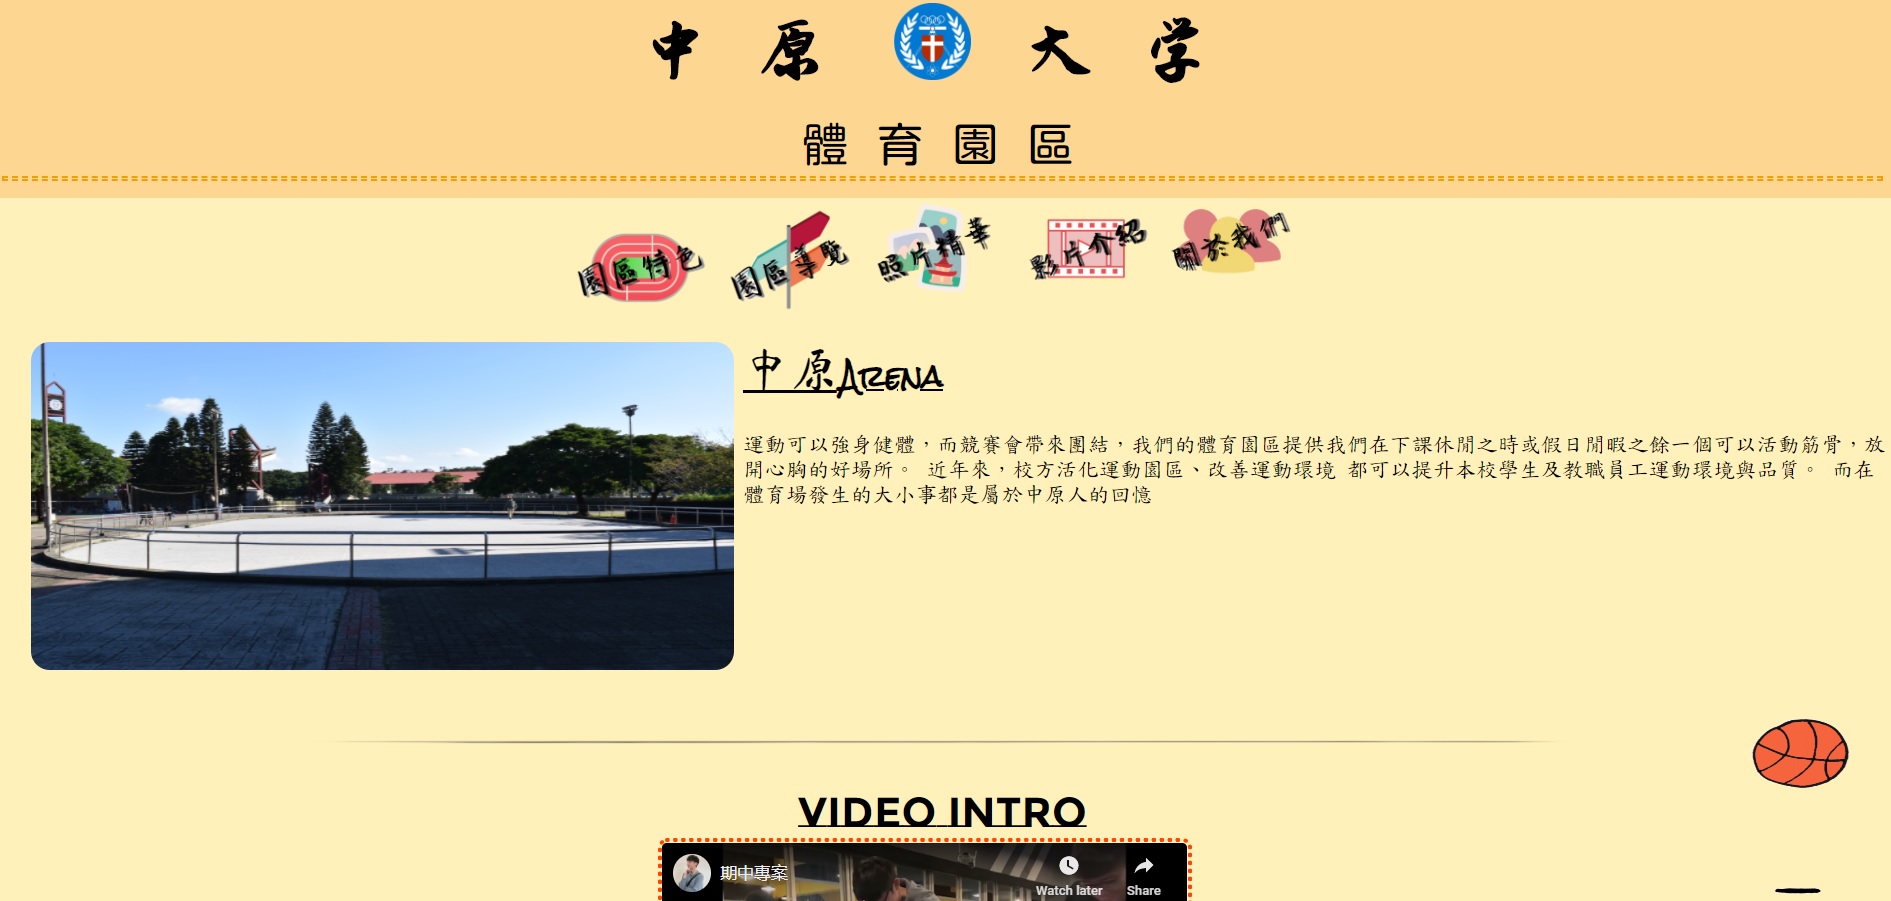 中原大学
體育園區
園區特色 園區導覽 照片精華 影片介紹 關於我們
中原Arena
運動可以強身健體，而競賽會帶來團結，我們的體育園區提供我們在下課休閒之時或假日閒暇之餘一個可以活動筋骨，放
開心胸的好場所。 近年來，校方活化運動園區、改善運動環境 都可以提升本校學生及教職員工運動環境與品質。 而在
體育場發生的大小事都是屬於中原人的回憶
VIDEO INTRO
期中專案
Watch later Share